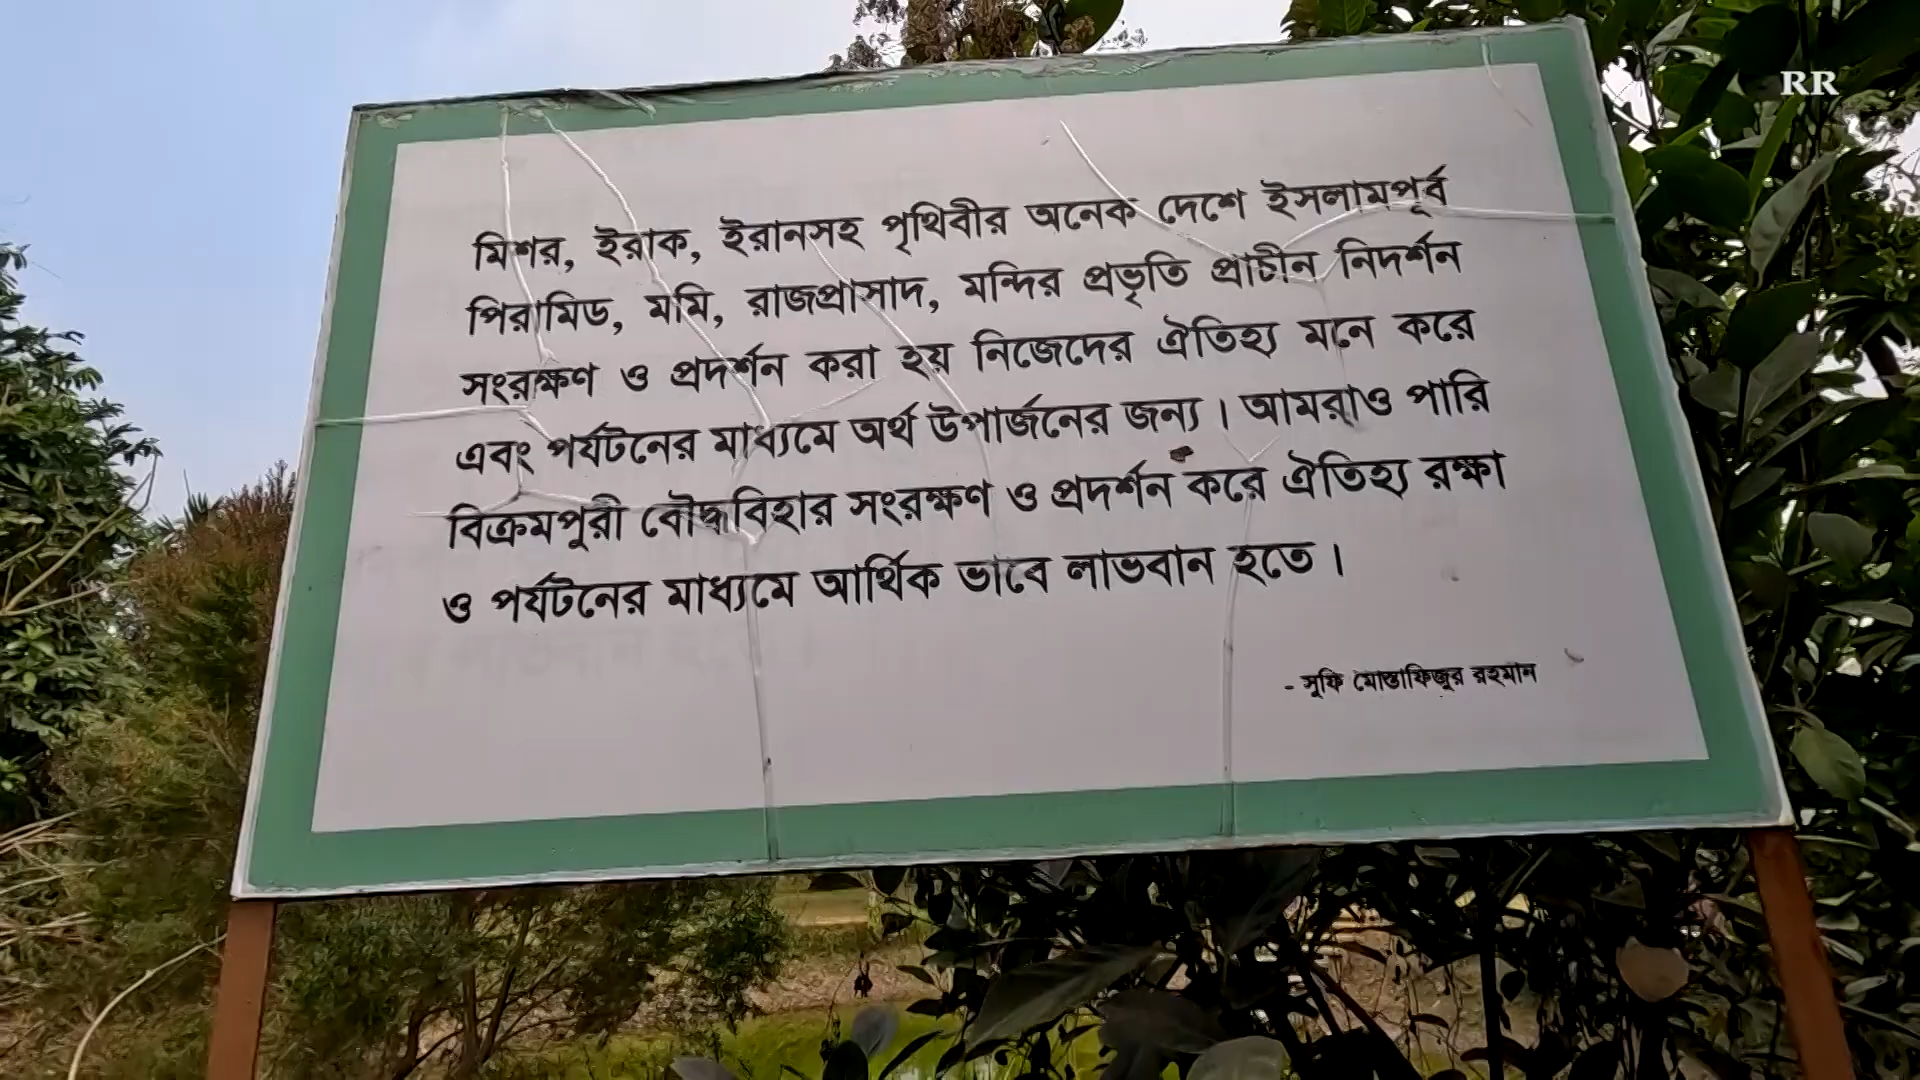 RR
মিশর, ইরাক, ইরানসহ পৃথিবীর অনেক দেশে ইসলামপূর্ব
পিরামিড, মমি, রাজপ্রাসাদ, মন্দির প্রভৃতি প্রাচীন নিদর্শন
সংরক্ষণ ও প্রদর্শন করা হয় নিজেদের ঐতিহ্য মনে করে
এবং পর্যটনের মাধ্যমে অর্থ উপার্জনের জন্য। আমরাও পারি
বিক্রমপুরী বৌদ্ধবিহার সংরক্ষণ ও প্রদর্শন করে ঐতিহ্য রক্ষা
ও পর্যটনের মাধ্যমে আর্থিক ভাবে লাভবান হতে।
- সুফি মোস্তাফিজুর রহমান